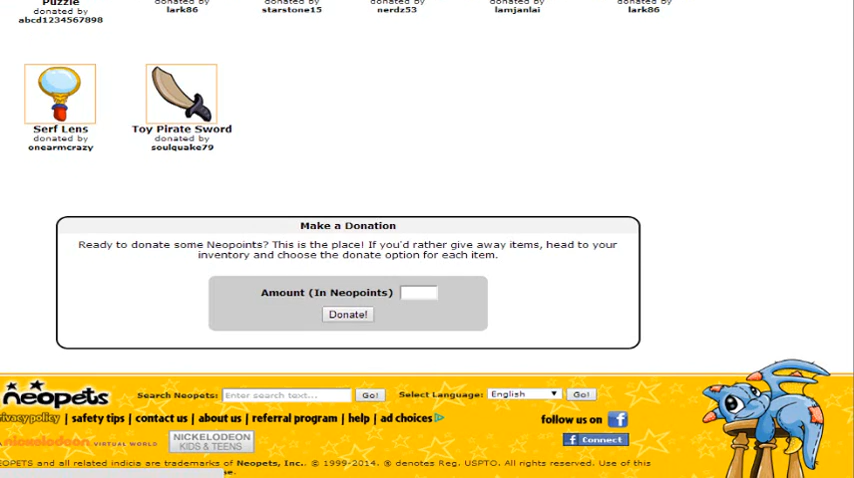 Puzzle
donated by
abcd1234567898
donated by
lark86
donated by
starstone15
donated by
nerdz53
donated by
iamjanlai
donated by
lark86
Serf Lens
donated by
onearmcrazy
Toy Pirate Sword
donated by
soulquake79
Make a Donation
Ready to donate some Neopoints? This is the place! If you'd rather give away items, head to your
inventory and choose the donate option for each item.
Amount (In Neopoints)
Donate!
neopets
Search Neopets: Enter search text... Go! Select Language: English Go!
rivacy policy | safety tips | contact us | about us | referral program | help | ad choices
follow us on f
nickelodeon VIRTUAL WORLD
NICKELODEON
KIDS & TEENS
f Connect
EOPETS and all related indicia are trademarks of Neopets, Inc.. © 1999-2014. ® denotes Reg. USPTO. All rights reserved. Use of this